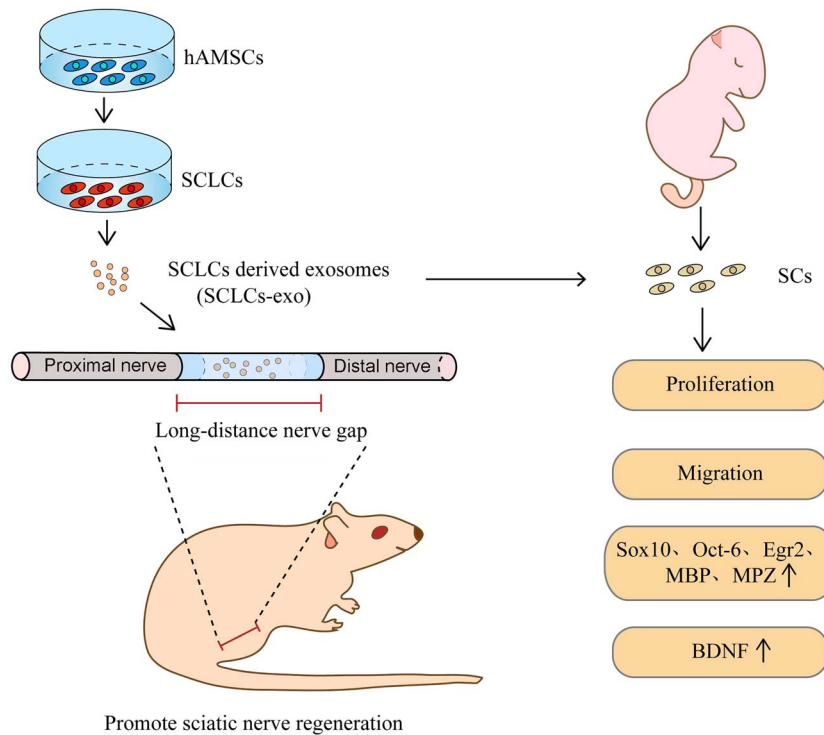 hAMSCs
SCLCs
SCLCs derived exosomes
(SCLCs-exo)
SCs
Proximal nerve
Distal nerve
Long-distance nerve gap
Proliferation
Migration
Sox10、Oct-6、Egr2、
MBP、MPZ↑
BDNF↑
Promote sciatic nerve regeneration